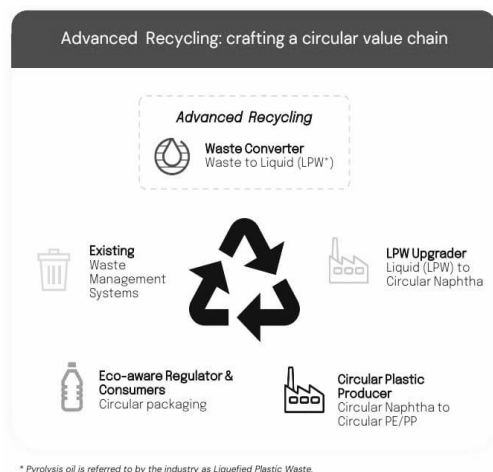 Advanced Recycling: crafting a circular value chain
Advanced Recycling
Waste Converter
Waste to Liquid (LPW*)
Existing
Waste
Management
Systems
LPW Upgrader
Liquid (LPW) to
Circular Naphtha
Eco-aware Regulator &
Consumers
Circular packaging
Circular Plastic
Producer
Circular Naphtha to
Circular PE/PP
* Pyrolysis oil is referred to by the industry as Liquefied Plastic Waste.